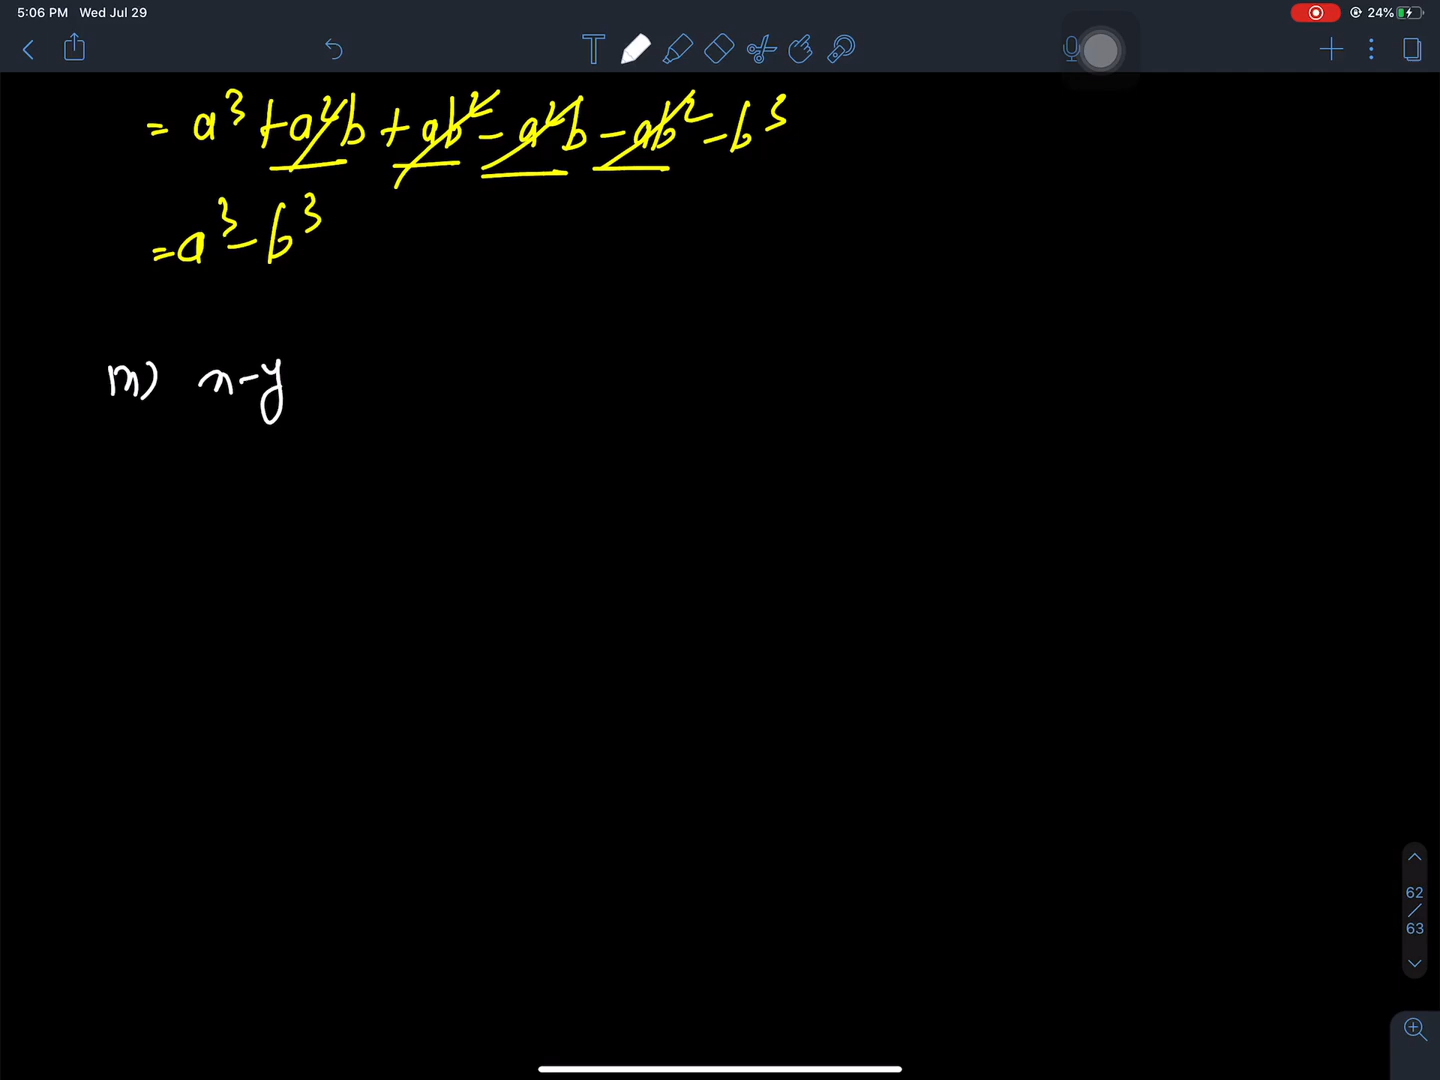 5:06 PM Wed Jul 29
24%
T
= a³ + a²b + ab² - a²b - ab² - b³
= a³ - b³
m) x-y
62
/
63